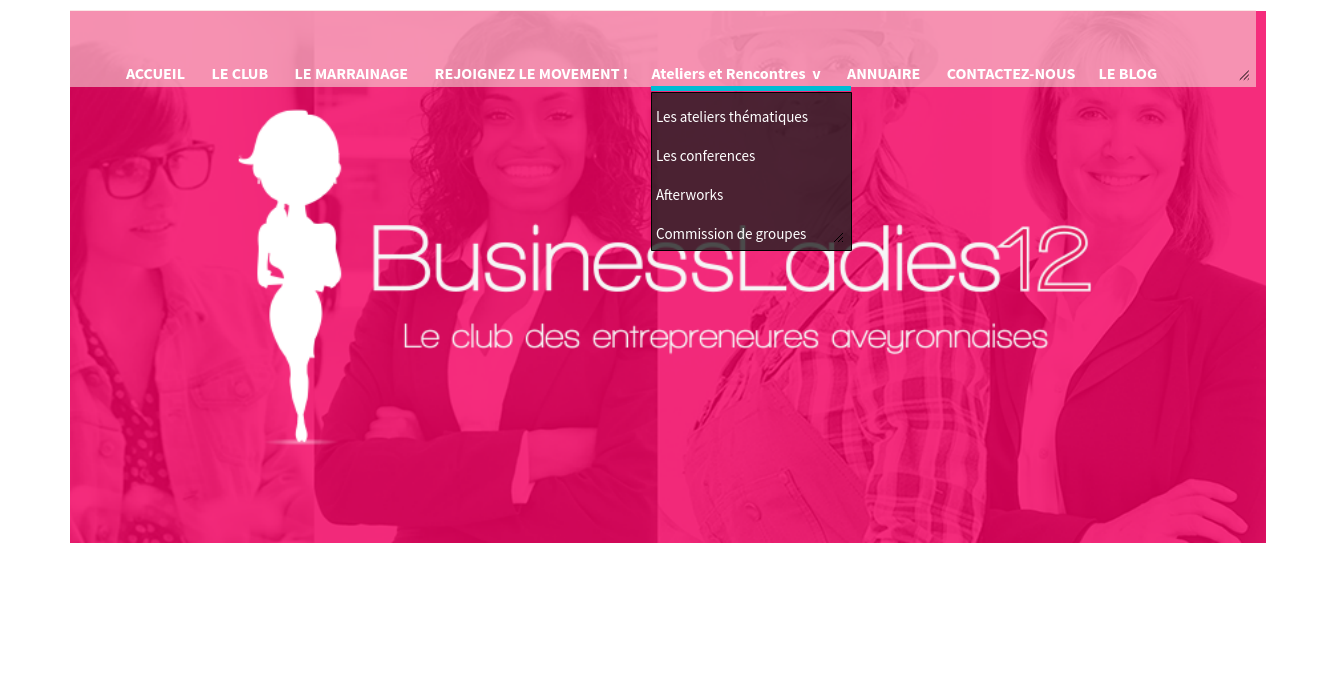 ACCUEIL LE CLUB LE MARRAINAGE REJOIGNEZ LE MOVEMENT ! Ateliers et Rencontres v ANNUAIRE CONTACTEZ-NOUS LE BLOG
Les ateliers thématiques
Les conferences
Afterworks
Commission de groupes
BusinessLadies12
Le club des entrepreneures aveyronnaises